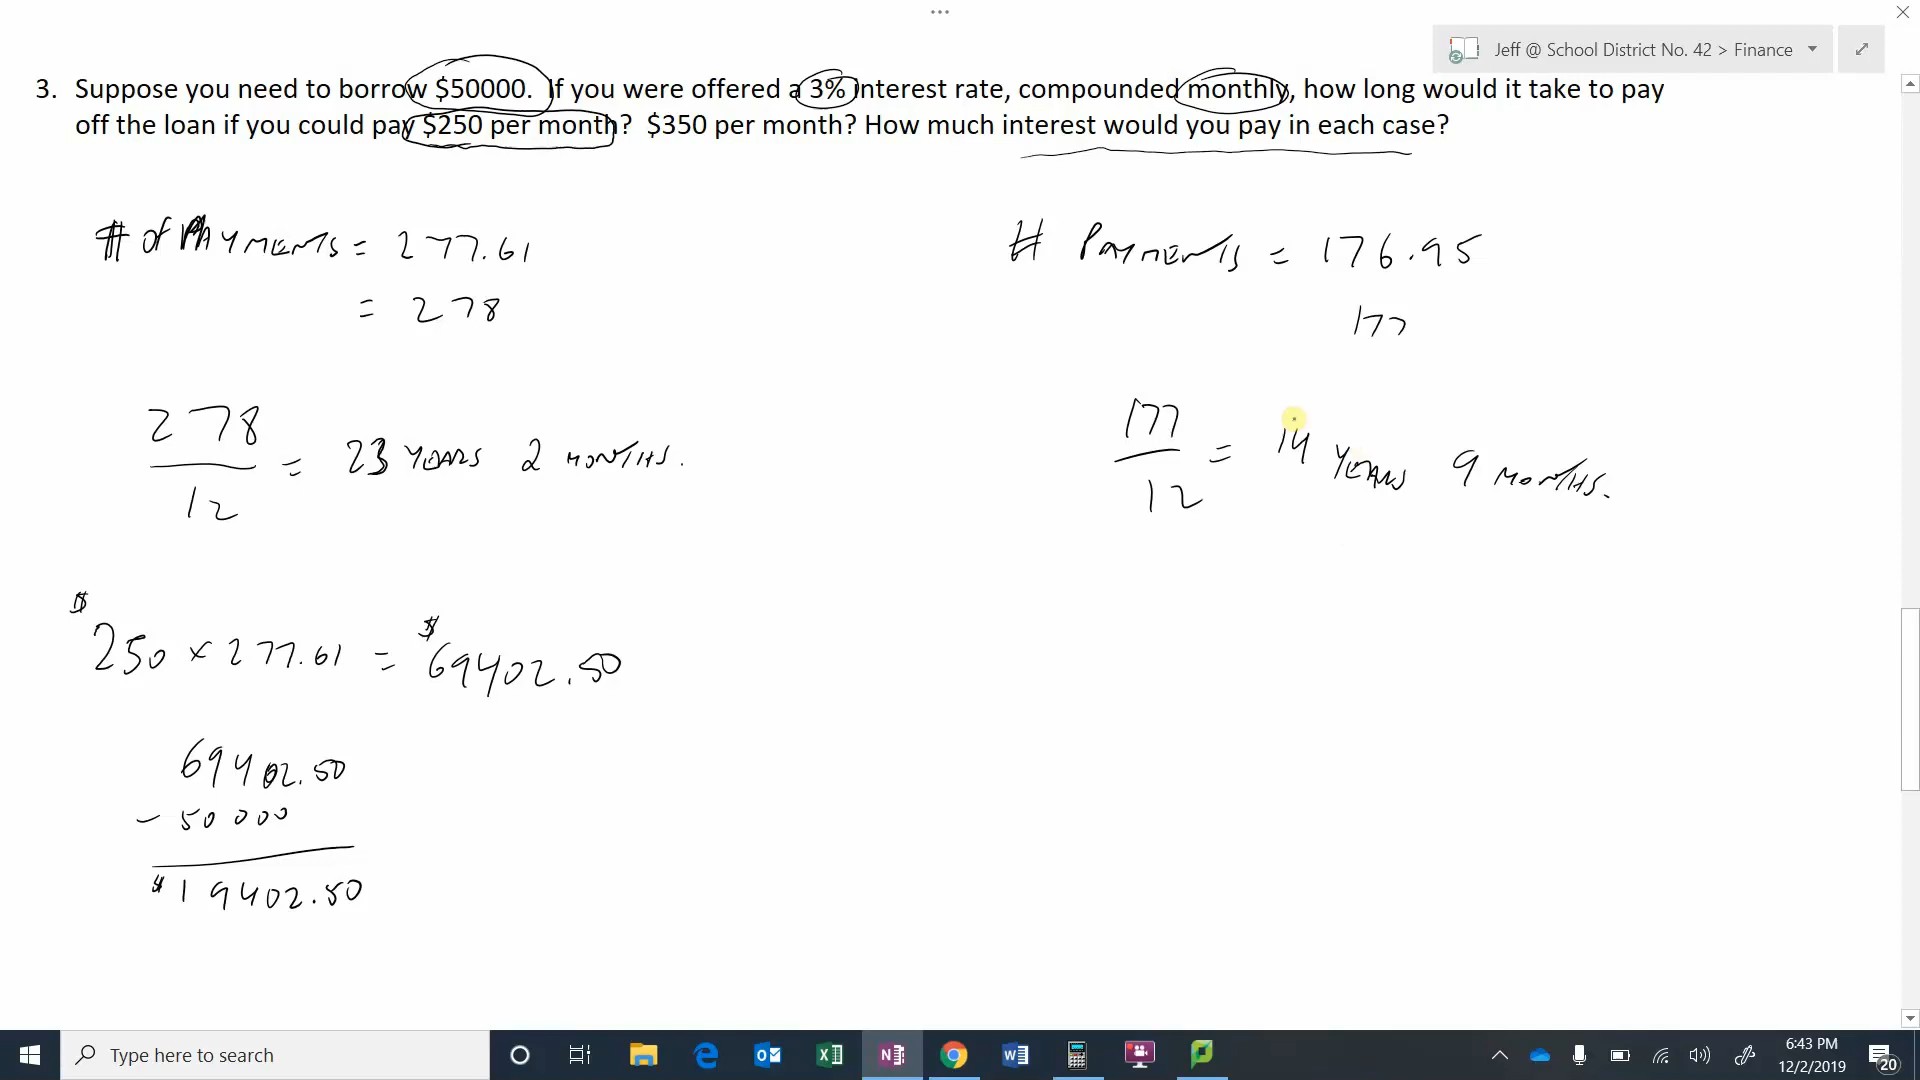 Jeff @ School District No. 42 > Finance
3. Suppose you need to borrow $50000. If you were offered a 3% interest rate, compounded monthly, how long would it take to pay
off the loan if you could pay $250 per month? $350 per month? How much interest would you pay in each case?
# of PAYMENTS = 277.61
= 278
278
12
= 23 YEARS 2 MONTHS.
$250 x 277.61 = $69402.50
69402.50
- 50000
$19402.50
# PAYMENTS = 176.95
177
177
12
= 14 YEARS 9 MONTHS.
Type here to search
6:43 PM
12/2/2019
20